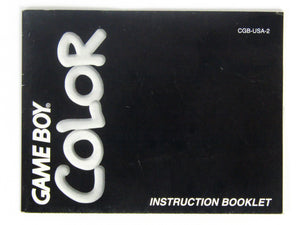 CGB-USA-2
GAME BOY
COLOR
INSTRUCTION BOOKLET